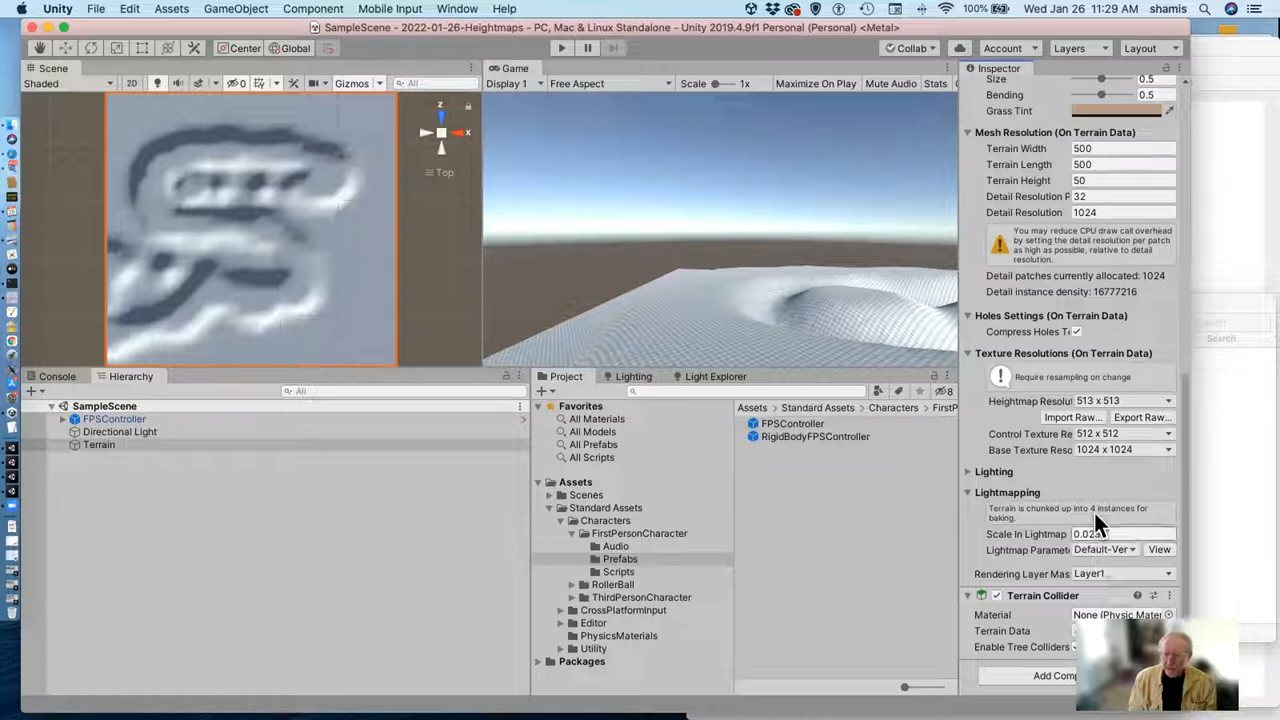 Unity File Edit Assets GameObject Component Mobile Input Window Help 100% Wed Jan 26 11:29 AM shamis
SampleScene - 2022-01-26-Heightmaps - PC, Mac & Linux Standalone - Unity 2019.4.9f1 Personal (Personal) <Metal>
Center Global Collab Account Layers Layout
Scene
Shaded 2D 0 Gizmos All
z
x
Top
Game
Display 1 Free Aspect Scale 1x Maximize On Play Mute Audio Stats
Inspector
Size 0.5
Bending 0.5
Grass Tint
Mesh Resolution (On Terrain Data)
Terrain Width 500
Terrain Length 500
Terrain Height 50
Detail Resolution P 32
Detail Resolution 1024
You may reduce CPU draw call overhead
by setting the detail resolution per patch
as high as possible, relative to detail
resolution.
Detail patches currently allocated: 1024
Detail instance density: 16777216
Holes Settings (On Terrain Data)
Compress Holes Te
Texture Resolutions (On Terrain Data)
Require resampling on change
Heightmap Resolut 513 x 513
Import Raw... Export Raw...
Control Texture Re 512 x 512
Base Texture Reso 1024 x 1024
Lighting
Lightmapping
Terrain is chunked up into 4 instances for
baking.
Scale In Lightmap
Lightmap Paramete Default-Ver View
Rendering Layer Mas Layer1
Terrain Collider
Material None (Physic Mater
Terrain Data
Enable Tree Colliders
Add Comp
Console Hierarchy
All
SampleScene
FPSController
Directional Light
Terrain
Project Lighting Light Explorer
8
Favorites
All Materials
All Models
All Prefabs
All Scripts
Assets
Scenes
Standard Assets
Characters
FirstPersonCharacter
Audio
Prefabs
Scripts
RollerBall
ThirdPersonCharacter
CrossPlatformInput
Editor
PhysicsMaterials
Utility
Packages
Assets > Standard Assets > Characters > FirstP
FPSController
RigidBodyFPSController
Search